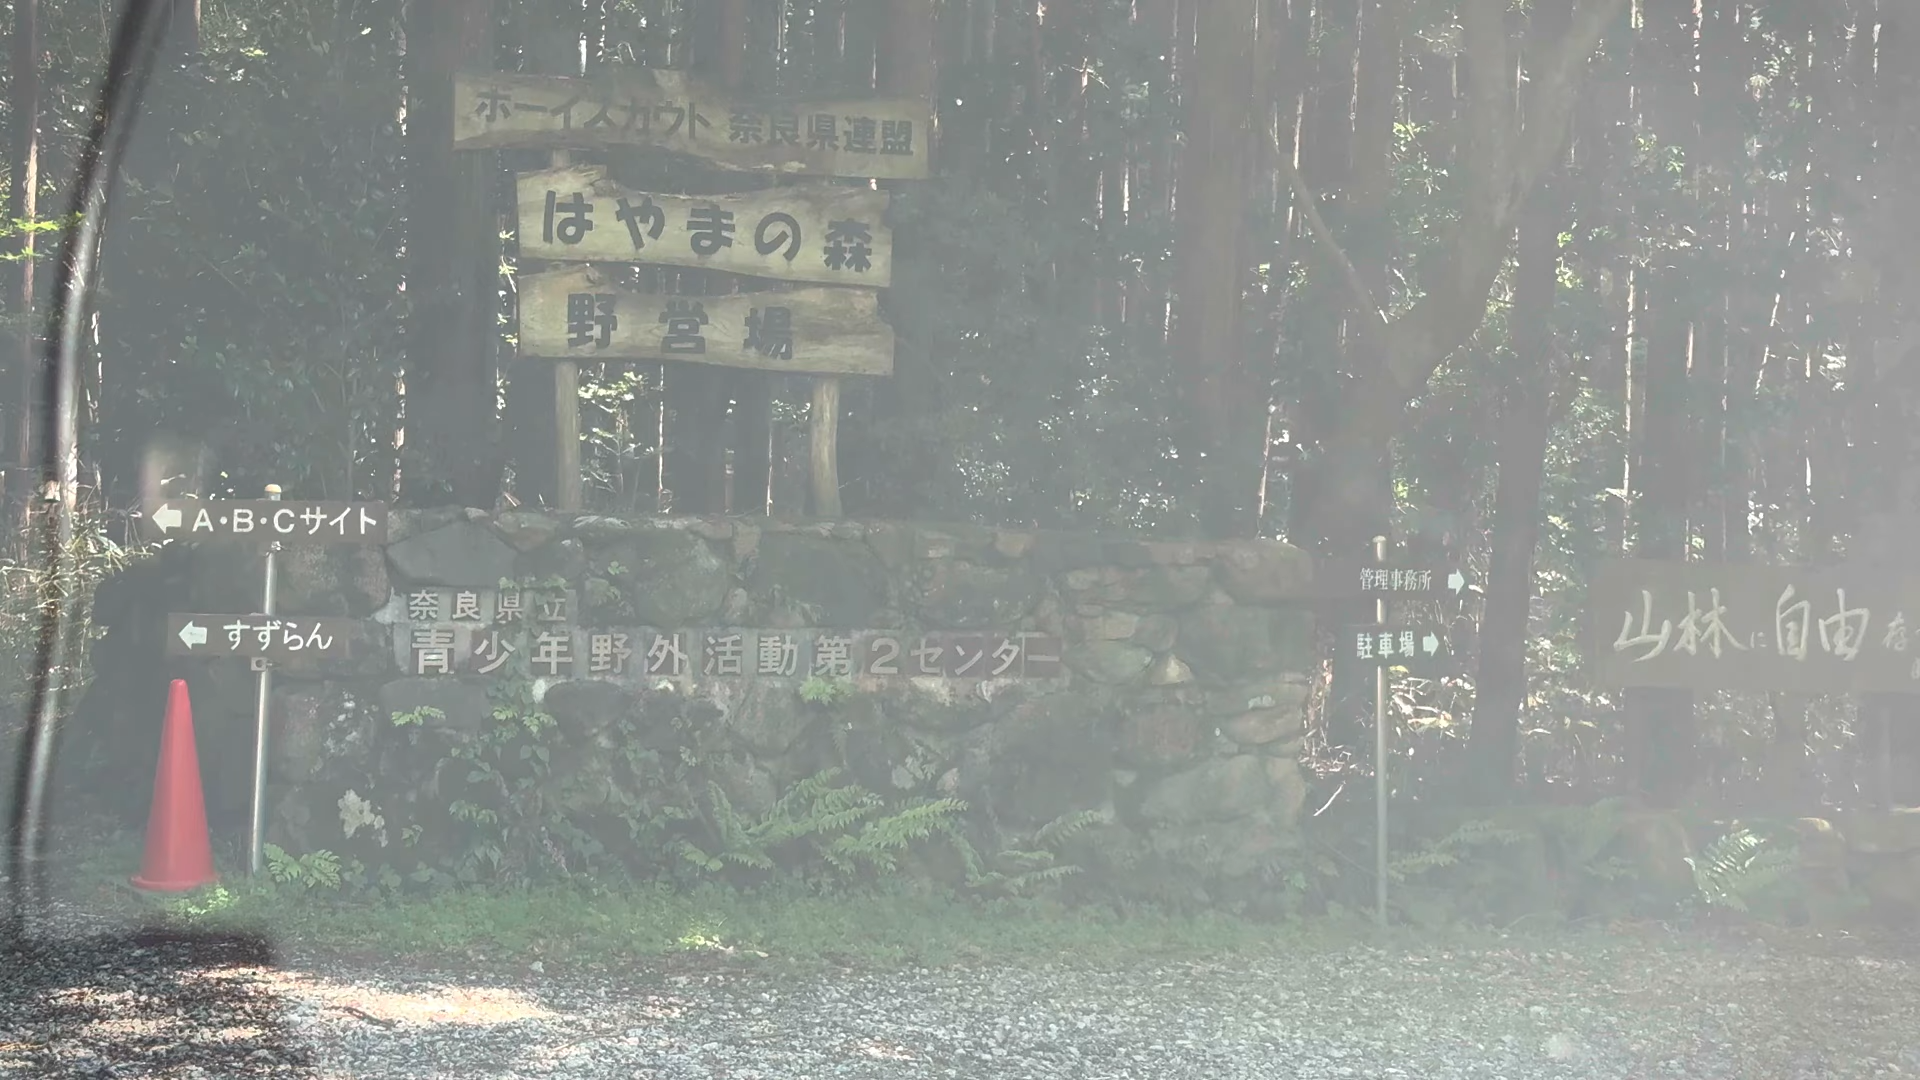 ボーイスカウト 奈良県連盟
はやまの森
野営場
A・B・Cサイト
すずらん
奈良県立
青少年野外活動第2センター
管理事務所
駐車場
山林に自由存